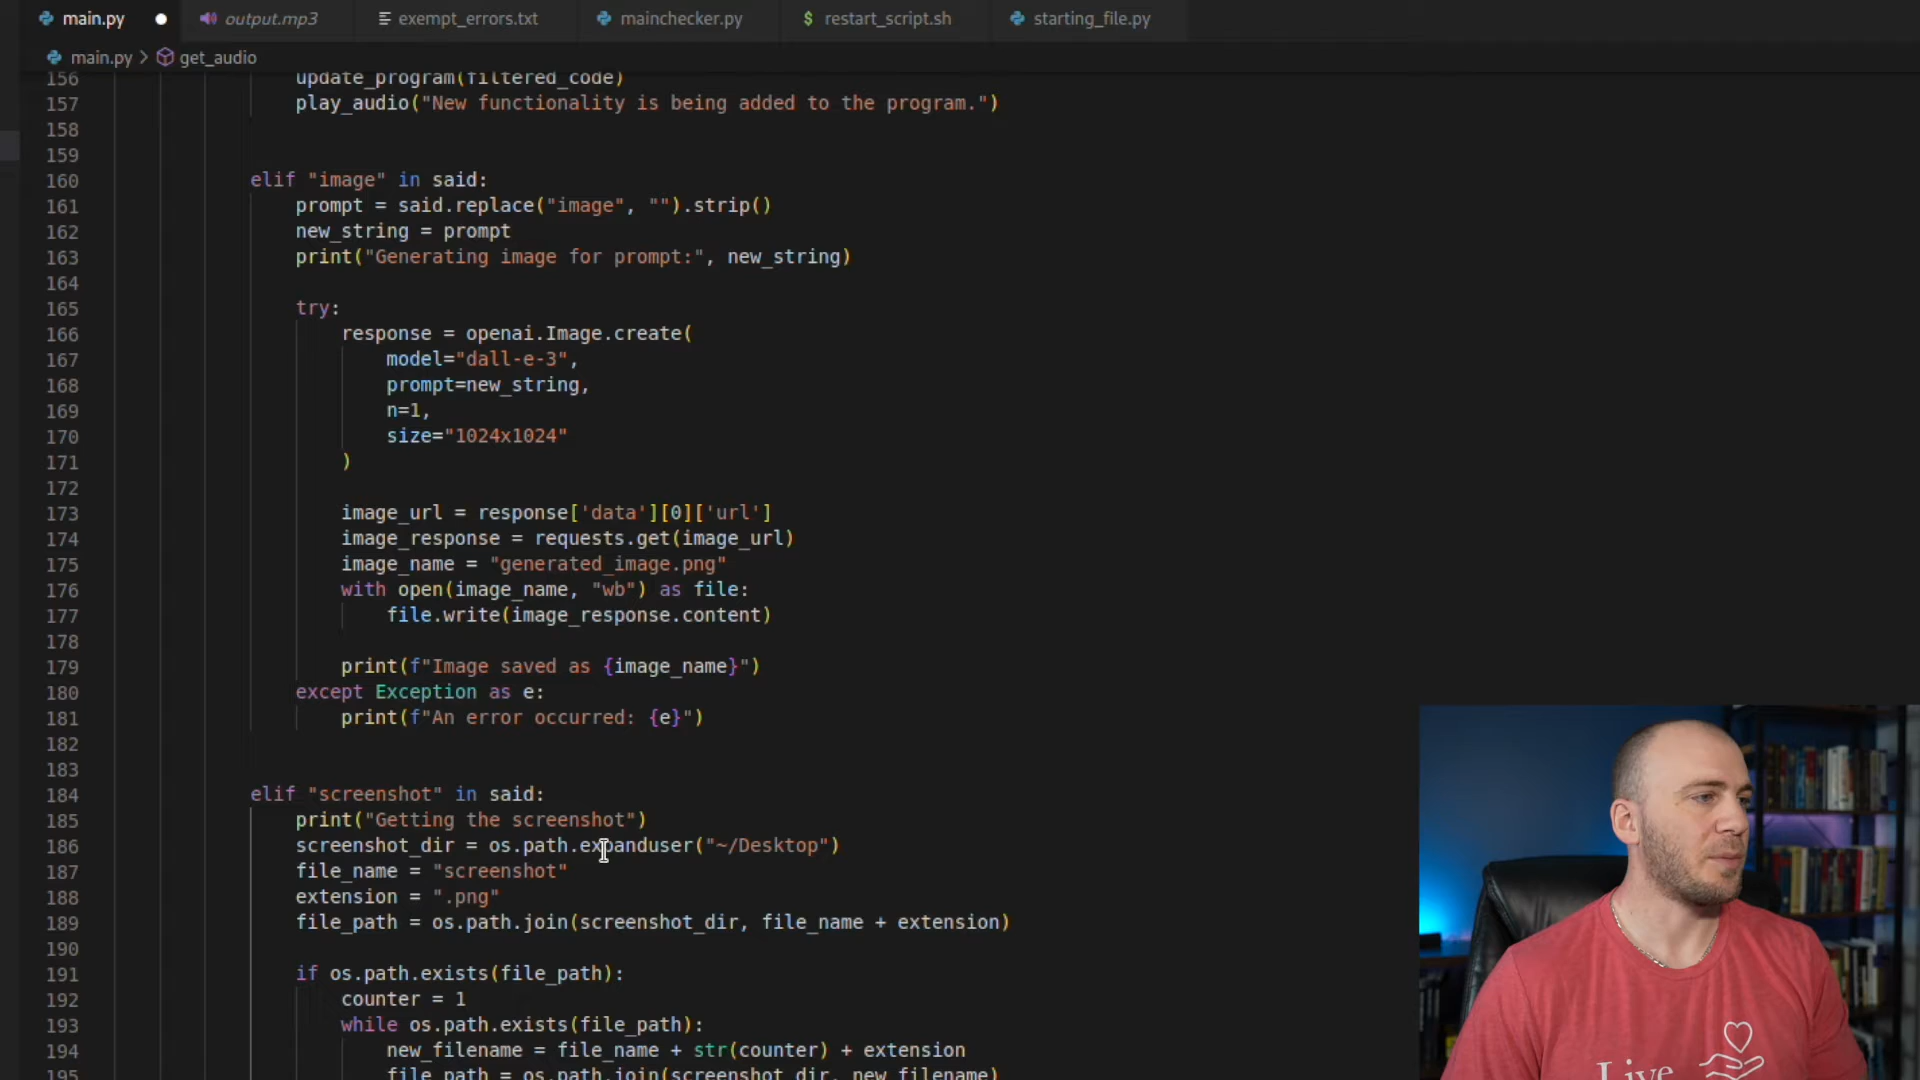 main.py output.mp3 exempt_errors.txt mainchecker.py $ restart_script.sh starting_file.py
main.py > get_audio
156 update_program(filtered_code)
157 play_audio("New functionality is being added to the program.")
158
159
160 elif "image" in said:
161 prompt = said.replace("image", "").strip()
162 new_string = prompt
163 print("Generating image for prompt:", new_string)
164
165 try:
166 response = openai.Image.create(
167 model="dall-e-3",
168 prompt=new_string,
169 n=1,
170 size="1024x1024"
171 )
172
173 image_url = response['data'][0]['url']
174 image_response = requests.get(image_url)
175 image_name = "generated_image.png"
176 with open(image_name, "wb") as file:
177 file.write(image_response.content)
178
179 print(f"Image saved as {image_name}")
180 except Exception as e:
181 print(f"An error occurred: {e}")
182
183
184 elif "screenshot" in said:
185 print("Getting the screenshot")
186 screenshot_dir = os.path.expanduser("~/Desktop")
187 file_name = "screenshot"
188 extension = ".png"
189 file_path = os.path.join(screenshot_dir, file_name + extension)
190
191 if os.path.exists(file_path):
192 counter = 1
193 while os.path.exists(file_path):
194 new_filename = file_name + str(counter) + extension
195 file_path = os.path.join(screenshot_dir, new_filename)
Live